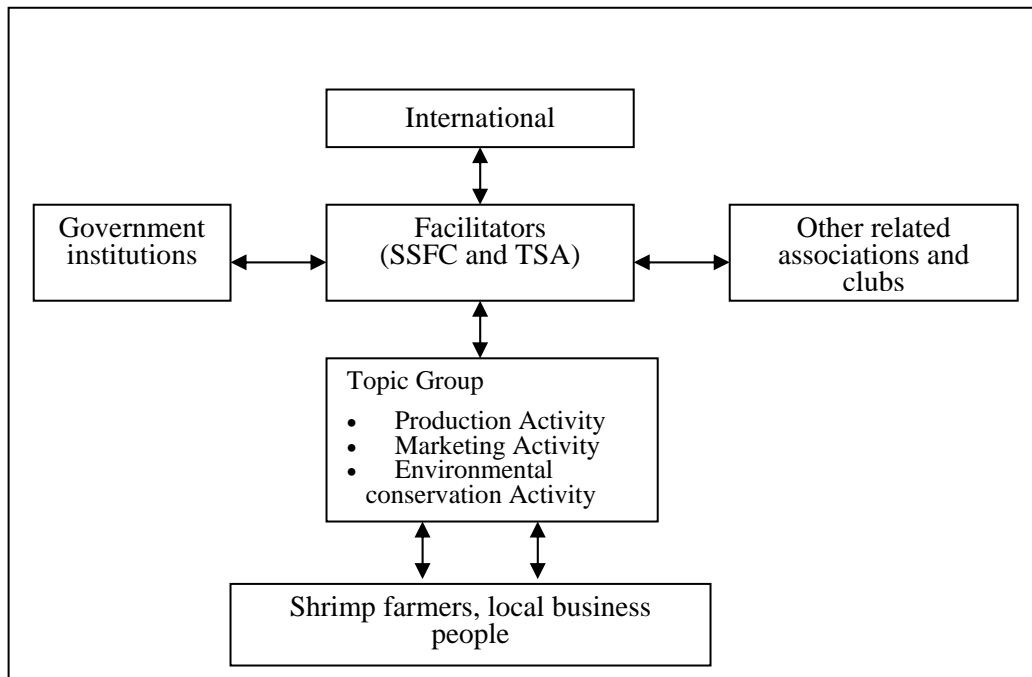 International
Government
institutions
Facilitators
(SSFC and TSA)
Other related
associations and
clubs
Topic Group
• Production Activity
• Marketing Activity
• Environmental
conservation Activity
Shrimp farmers, local business
people